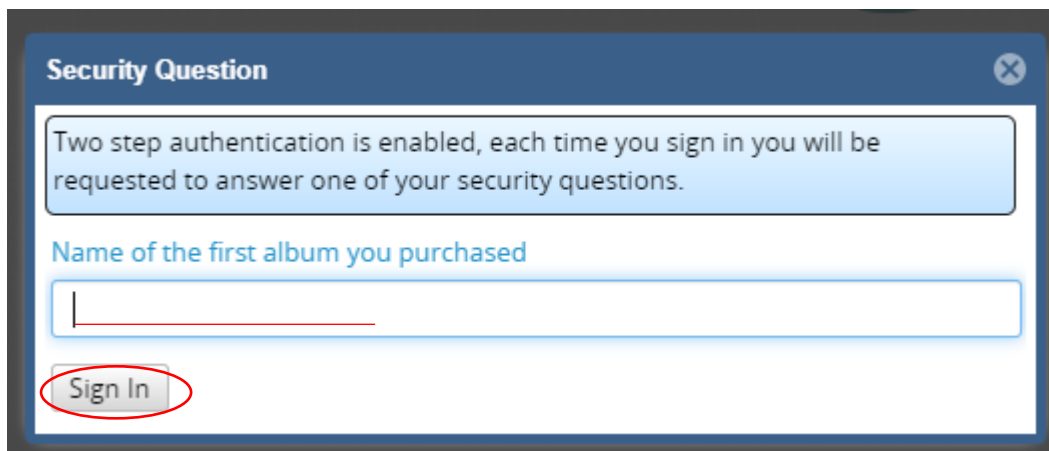 Security Question
Two step authentication is enabled, each time you sign in you will be
requested to answer one of your security questions.
Name of the first album you purchased
Sign In